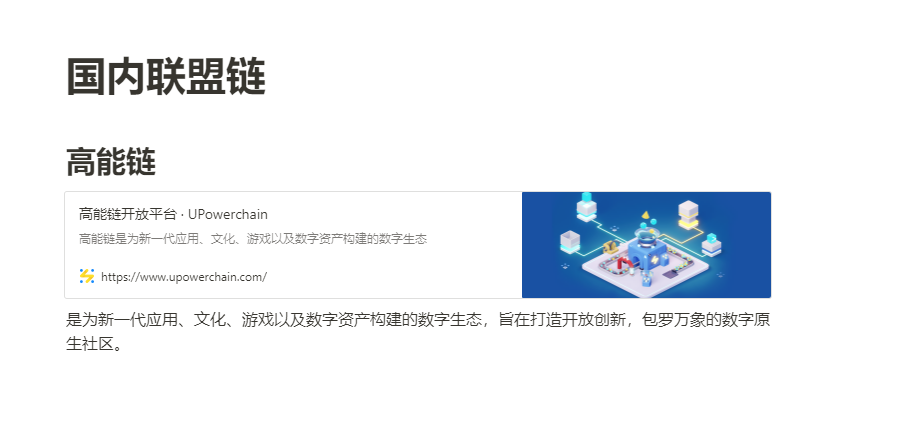 国内联盟链
高能链
高能链开放平台 · UPowerchain
高能链是为新一代应用、文化、游戏以及数字资产构建的数字生态
https://www.upowerchain.com/
是为新一代应用、文化、游戏以及数字资产构建的数字生态，旨在打造开放创新，包罗万象的数字原
生社区。